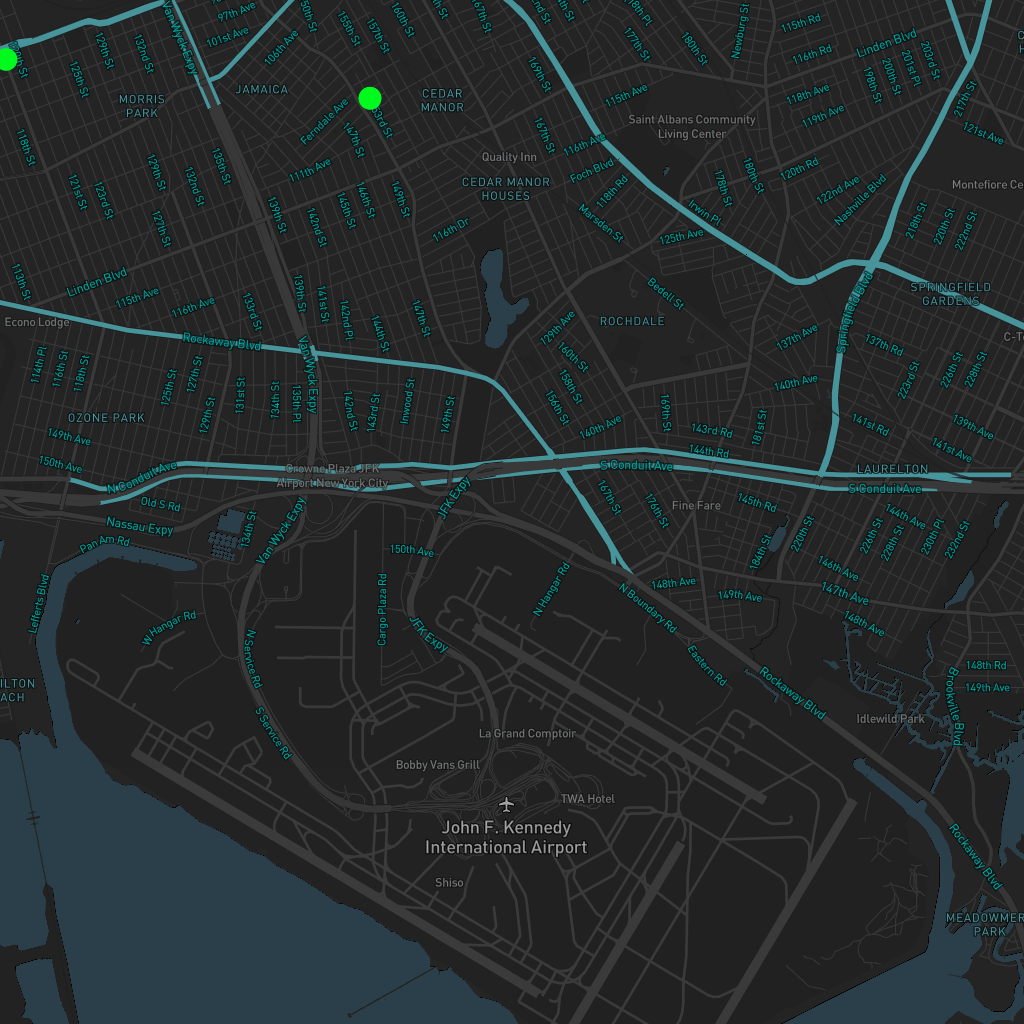 97th Ave
150th St
155th St
157th St
160th St
167th St
177th St
180th St
Newburg St
115th Rd
Linden Blvd
203rd St
101st Ave
106th Ave
129th St
132nd St
Van Wyck Expy
116th Rd
201st Pl
200th St
198th St
125th St
JAMAICA
169th St
115th Ave
118th Ave
217th St
MORRIS
PARK
CEDAR
MANOR
Ferndale Ave
147th St
119th Ave
Saint Albans Community
Living Center
121st Ave
118th St
135th St
167th St
116th Ave
Quality Inn
111th Ave
129th St
Foch Blvd
178th St
180th St
120th Rd
CEDAR MANOR
HOUSES
118th Rd
122nd Ave
Nashville Blvd
121st St
123rd St
132nd St
139th St
142nd St
145th St
146th St
149th St
127th St
116th Dr
Marsden St
Irwin Pl
125th Ave
218th St
220th St
222nd St
113th St
Linden Blvd
115th Ave
116th Ave
133rd St
139th St
141st St
142nd Pl
144th St
147th St
Bedell St
SPRINGFIELD
GARDENS
Econo Lodge
Rockaway Blvd
ROCHDALE
129th Ave
Springfield Blvd
137th Ave
137th Rd
114th Pl
116th St
118th St
125th St
127th St
129th St
131st St
134th St
135th Pl
Van Wyck Expy
142nd St
143rd St
Inwood St
149th St
160th St
158th St
156th St
140th Ave
223rd St
226th St
228th St
OZONE PARK
169th St
140th Ave
143rd Rd
181st St
141st Rd
139th Ave
149th Ave
150th Ave
144th Rd
141st Ave
N Conduit Ave
Crowne Plaza JFK
Airport New York City
S Conduit Ave
LAURELTON
S Conduit Ave
Old S Rd
Nassau Expy
134th St
Van Wyck Expy
JFK Expy
167th St
176th St
Fine Fare
145th Rd
144th Ave
Pan Am Rd
150th Ave
184th St
220th St
224th St
228th St
230th Pl
232nd St
146th Ave
Lefferts Blvd
Cargo Plaza Rd
N Hangar Rd
148th Ave
149th Ave
147th Ave
148th Ave
W Hangar Rd
N Service Rd
JFK Expy
N Boundary Rd
Eastern Rd
Rockaway Blvd
148th Rd
149th Ave
Brookville Blvd
S Service Rd
La Grand Comptoir
Idlewild Park
Bobby Vans Grill
TWA Hotel
John F. Kennedy
International Airport
Shiso
Rockaway Blvd
PARK